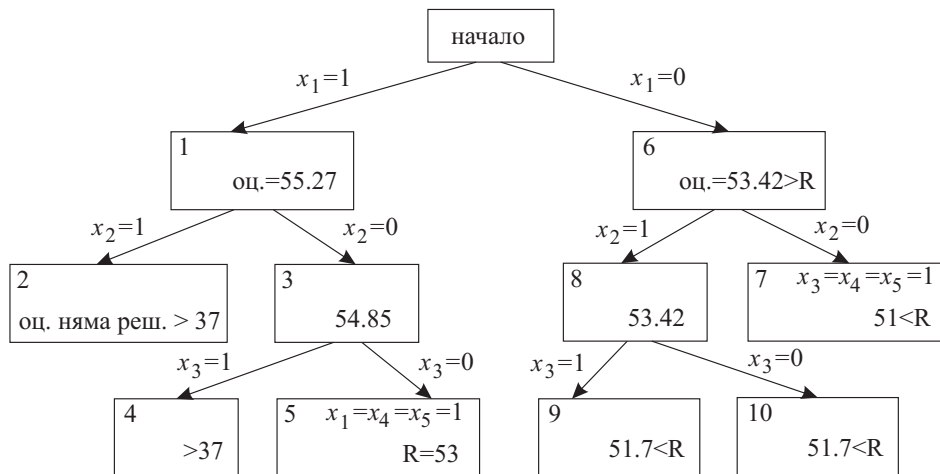 начало
x₁=1
x₁=0
1
оц.=55.27
6
оц.=53.42>R
x₂=1
x₂=0
x₂=1
x₂=0
2
оц. няма реш. > 37
3
54.85
8
53.42
7
x₃=x₄=x₅=1
51<R
x₃=1
x₃=0
x₃=1
x₃=0
4
>37
5
x₁=x₄=x₅=1
R=53
9
51.7<R
10
51.7<R